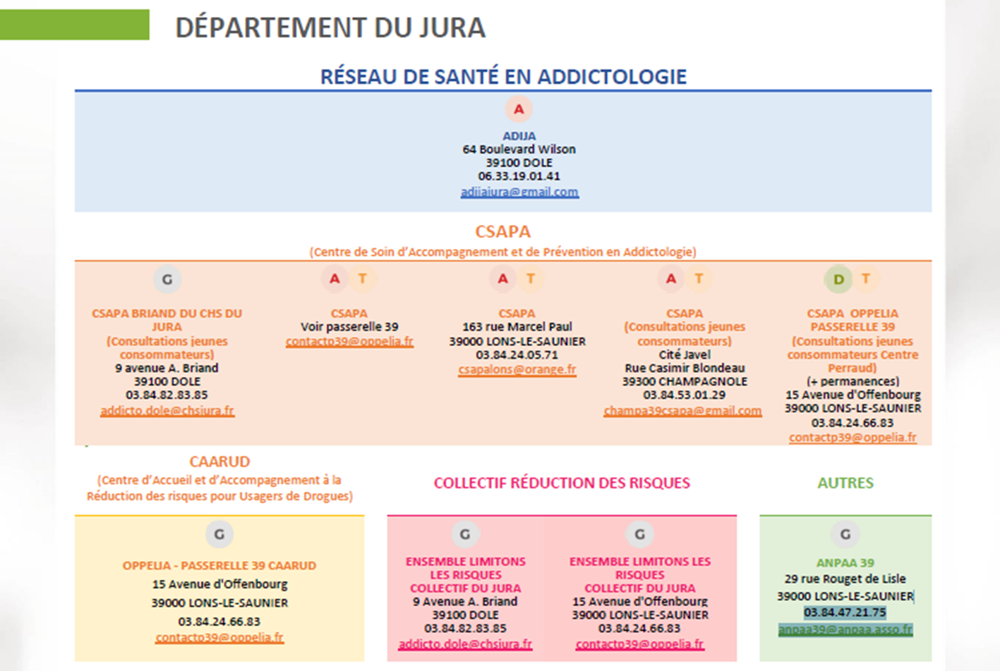 DÉPARTEMENT DU JURA
RÉSEAU DE SANTÉ EN ADDICTOLOGIE
A
ADIJA
64 Boulevard Wilson
39100 DOLE
06.33.19.01.41
adijajura@gmail.com
CSAPA
(Centre de Soin d'Accompagnement et de Prévention en Addictologie)
G
CSAPA BRIAND DU CHS DU
JURA
(Consultations jeunes
consommateurs)
9 avenue A. Briand
39100 DOLE
03.84.82.83.85
addicto.dole@chsjura.fr
A T
CSAPA
Voir passerelle 39
contactp39@oppelia.fr
A T
CSAPA
163 rue Marcel Paul
39000 LONS-LE-SAUNIER
03.84.24.05.71
csapalons@orange.fr
A T
CSAPA
(Consultations jeunes
consommateurs)
Cité Javel
Rue Casimir Blondeau
39300 CHAMPAGNOLE
03.84.53.01.29
champa39csapa@gmail.com
D T
CSAPA OPPELIA
PASSERELLE 39
(Consultations jeunes
consommateurs Centre
Perraud)
(+ permanences)
15 Avenue d'Offenbourg
39000 LONS-LE-SAUNIER
03.84.24.66.83
contactp39@oppelia.fr
CAARUD
(Centre d'Accueil et d'Accompagnement à la
Réduction des risques pour Usagers de Drogues)
G
OPPELIA - PASSERELLE 39 CAARUD
15 Avenue d'Offenbourg
39000 LONS-LE-SAUNIER
03.84.24.66.83
contactp39@oppelia.fr
COLLECTIF RÉDUCTION DES RISQUES
G
ENSEMBLE LIMITONS
LES RISQUES
COLLECTIF DU JURA
9 Avenue A. Briand
39100 DOLE
03.84.82.83.85
addicto.dole@chsjura.fr
G
ENSEMBLE LIMITONS LES
RISQUES
COLLECTIF DU JURA
15 Avenue d'Offenbourg
39000 LONS-LE-SAUNIER
03.84.24.66.83
contactp39@oppelia.fr
AUTRES
G
ANPAA 39
29 rue Rouget de Lisle
39000 LONS-LE-SAUNIER
03.84.47.21.75
anpaa39@anpaa.asso.fr